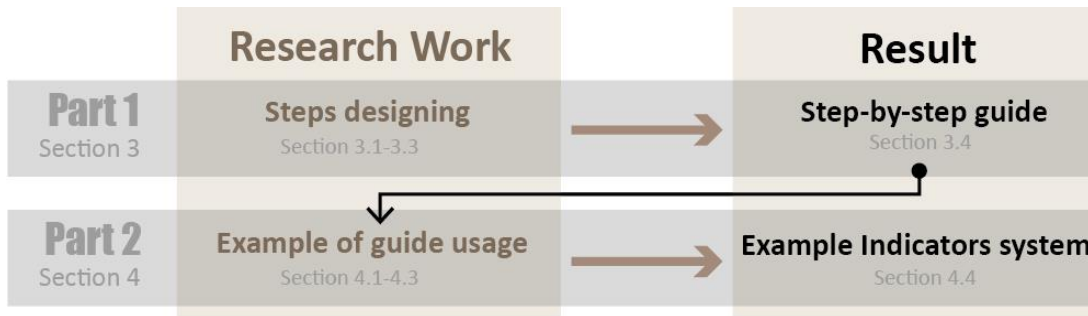 Research Work
Result
Part 1
Section 3
Steps designing
Section 3.1-3.3
Step-by-step guide
Section 3.4
Part 2
Section 4
Example of guide usage
Section 4.1-4.3
Example Indicators system
Section 4.4